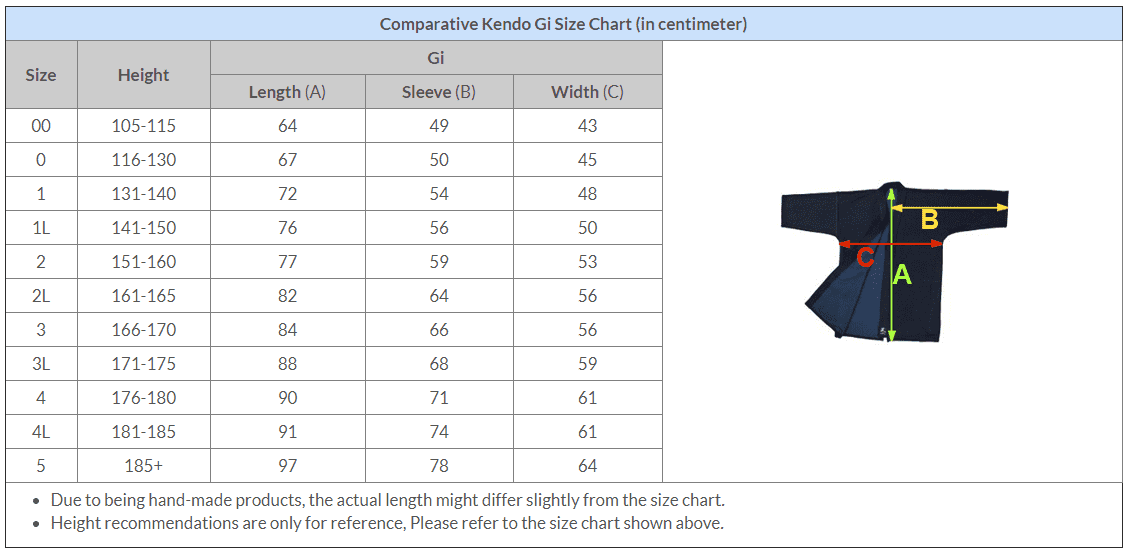 Comparative Kendo Gi Size Chart (in centimeter)
Size Height Gi
Length (A) Sleeve (B) Width (C)
00 105-115 64 49 43
0 116-130 67 50 45
1 131-140 72 54 48
1L 141-150 76 56 50
2 151-160 77 59 53
2L 161-165 82 64 56
3 166-170 84 66 56
3L 171-175 88 68 59
4 176-180 90 71 61
4L 181-185 91 74 61
5 185+ 97 78 64
B
C
A
• Due to being hand-made products, the actual length might differ slightly from the size chart.
• Height recommendations are only for reference, Please refer to the size chart shown above.